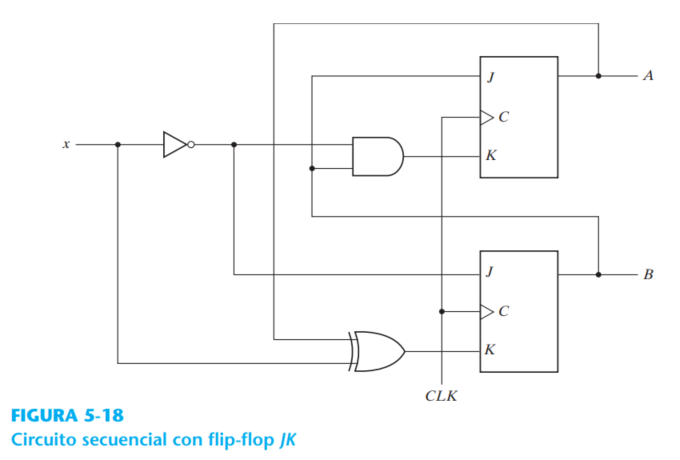 J
A
C
x
K
J
B
C
K
CLK
FIGURA 5-18
Circuito secuencial con flip-flop JK